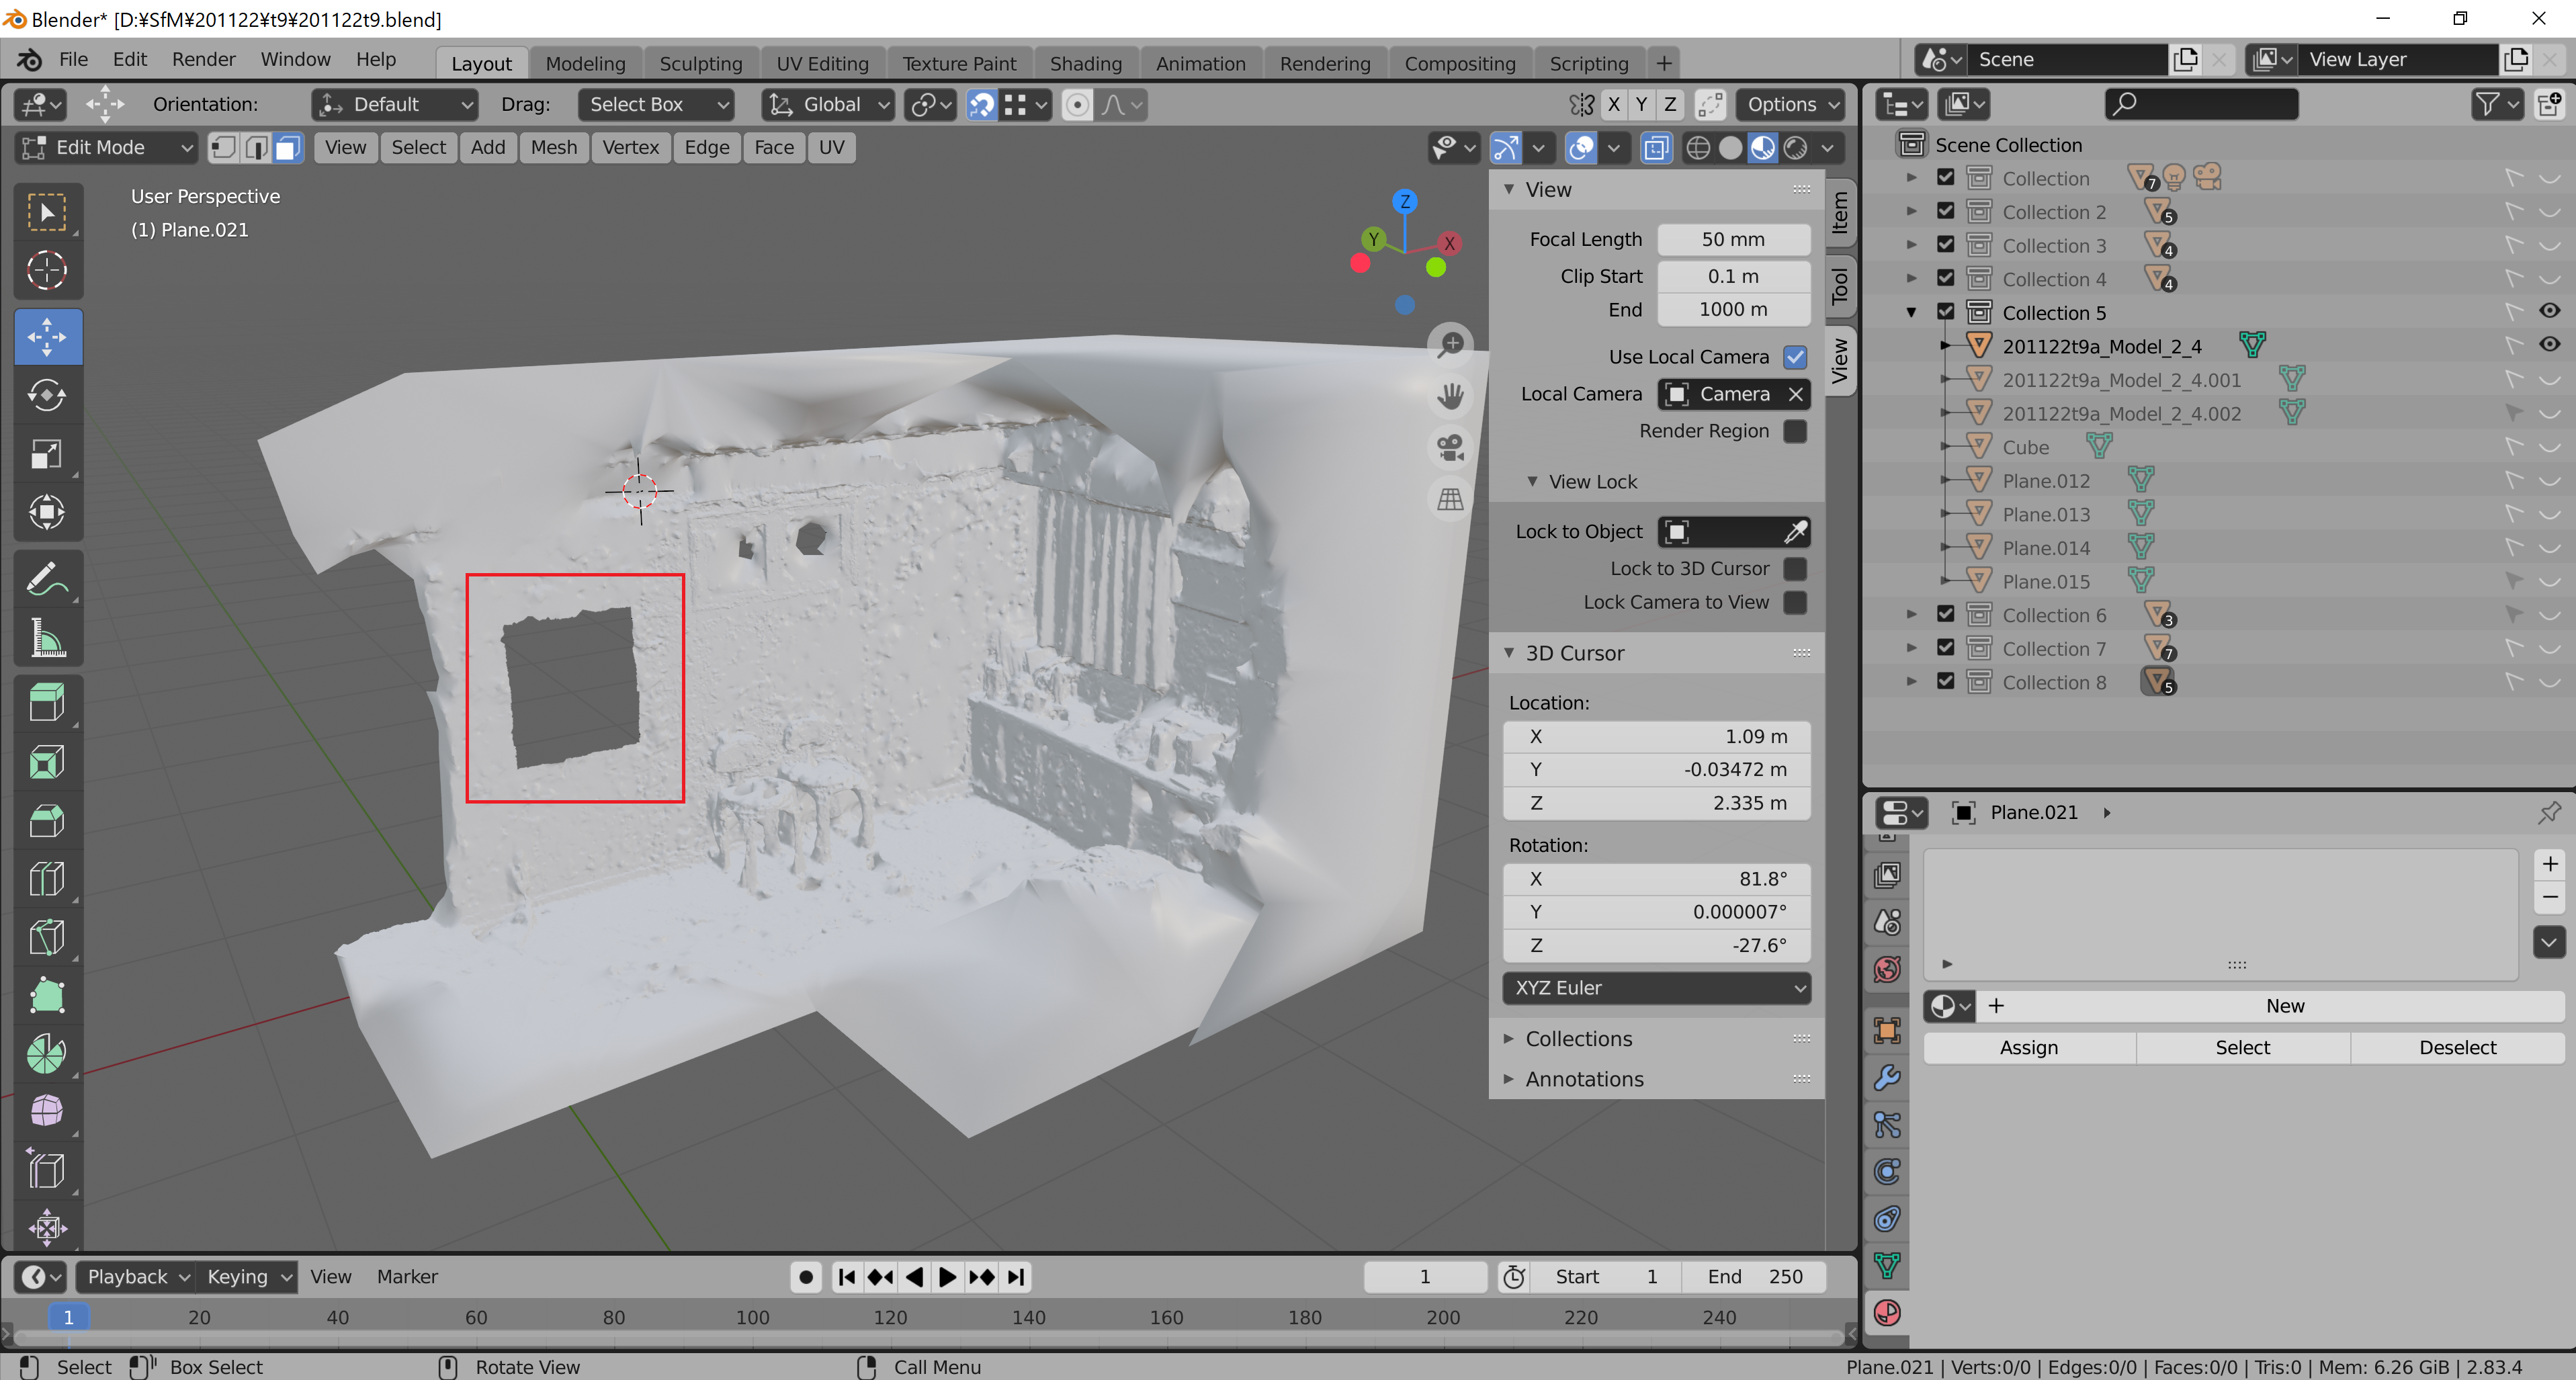 Blender* [D:¥SfM¥201122¥t9¥201122t9.blend]
File Edit Render Window Help Layout Modeling Sculpting UV Editing Texture Paint Shading Animation Rendering Compositing Scripting + Scene View Layer
Orientation: Default Drag: Select Box Global X Y Z Options
Edit Mode View Select Add Mesh Vertex Edge Face UV
User Perspective
(1) Plane.021
Z
Y
X
View
Focal Length 50 mm
Clip Start 0.1 m
End 1000 m
Use Local Camera
Local Camera Camera
Render Region
View Lock
Lock to Object
Lock to 3D Cursor
Lock Camera to View
3D Cursor
Location:
X 1.09 m
Y -0.03472 m
Z 2.335 m
Rotation:
X 81.8°
Y 0.000007°
Z -27.6°
XYZ Euler
Collections
Annotations
Item
Tool
View
Scene Collection
Collection 7
Collection 2 5
Collection 3 4
Collection 4 4
Collection 5
201122t9a_Model_2_4
201122t9a_Model_2_4.001
201122t9a_Model_2_4.002
Cube
Plane.012
Plane.013
Plane.014
Plane.015
Collection 6 3
Collection 7 7
Collection 8 5
Plane.021
New
Assign Select Deselect
Playback Keying View Marker 1 Start 1 End 250
1 20 40 60 80 100 120 140 160 180 200 220 240
Select Box Select Rotate View Call Menu Plane.021 | Verts:0/0 | Edges:0/0 | Faces:0/0 | Tris:0 | Mem: 6.26 GiB | 2.83.4